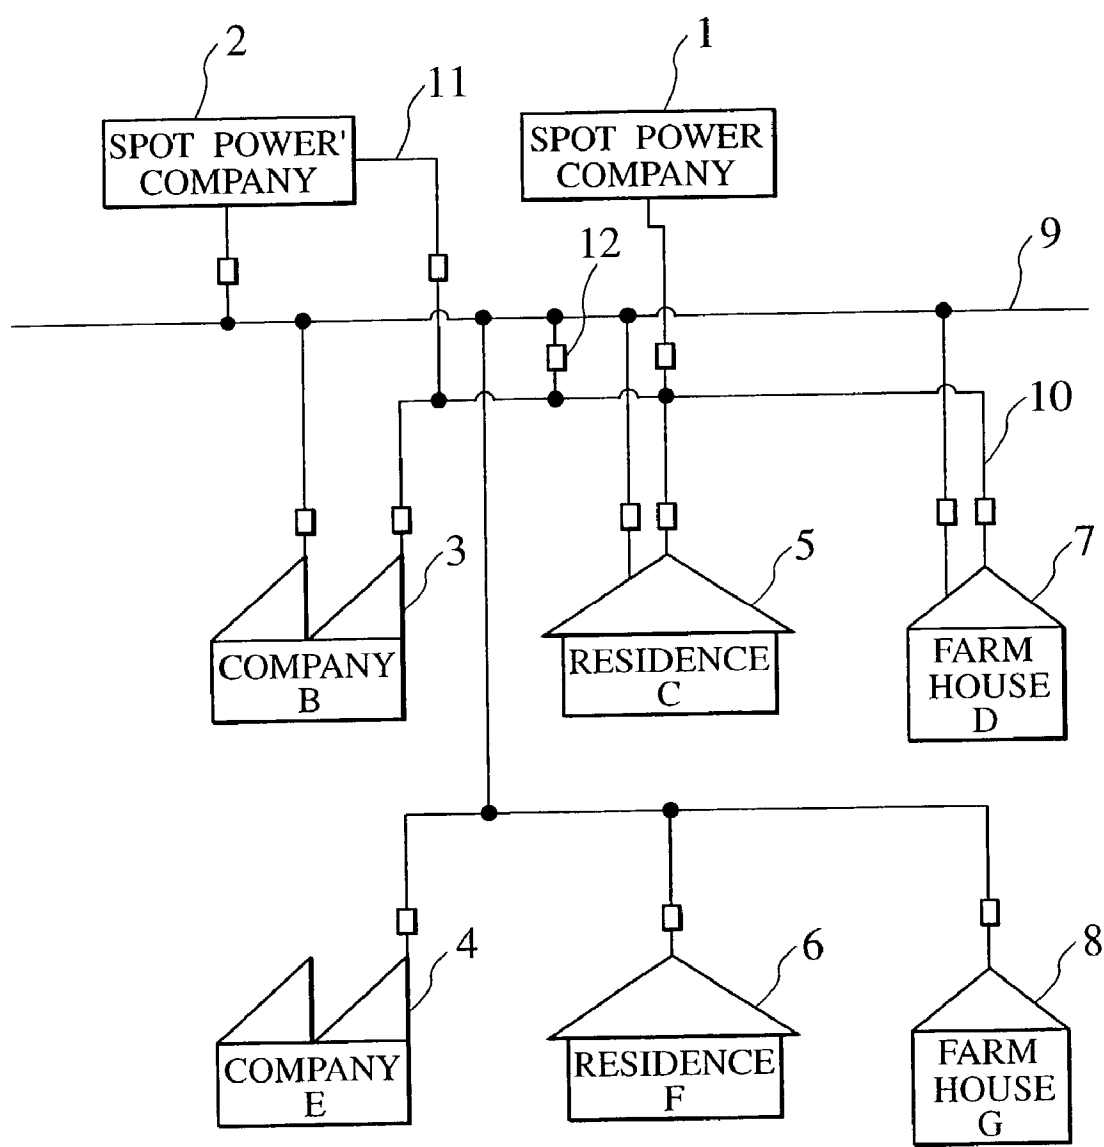 2
1
11
SPOT POWER'
COMPANY
SPOT POWER
COMPANY
12
9
10
3
5
7
COMPANY
B
RESIDENCE
C
FARM
HOUSE
D
4
6
8
COMPANY
E
RESIDENCE
F
FARM
HOUSE
G